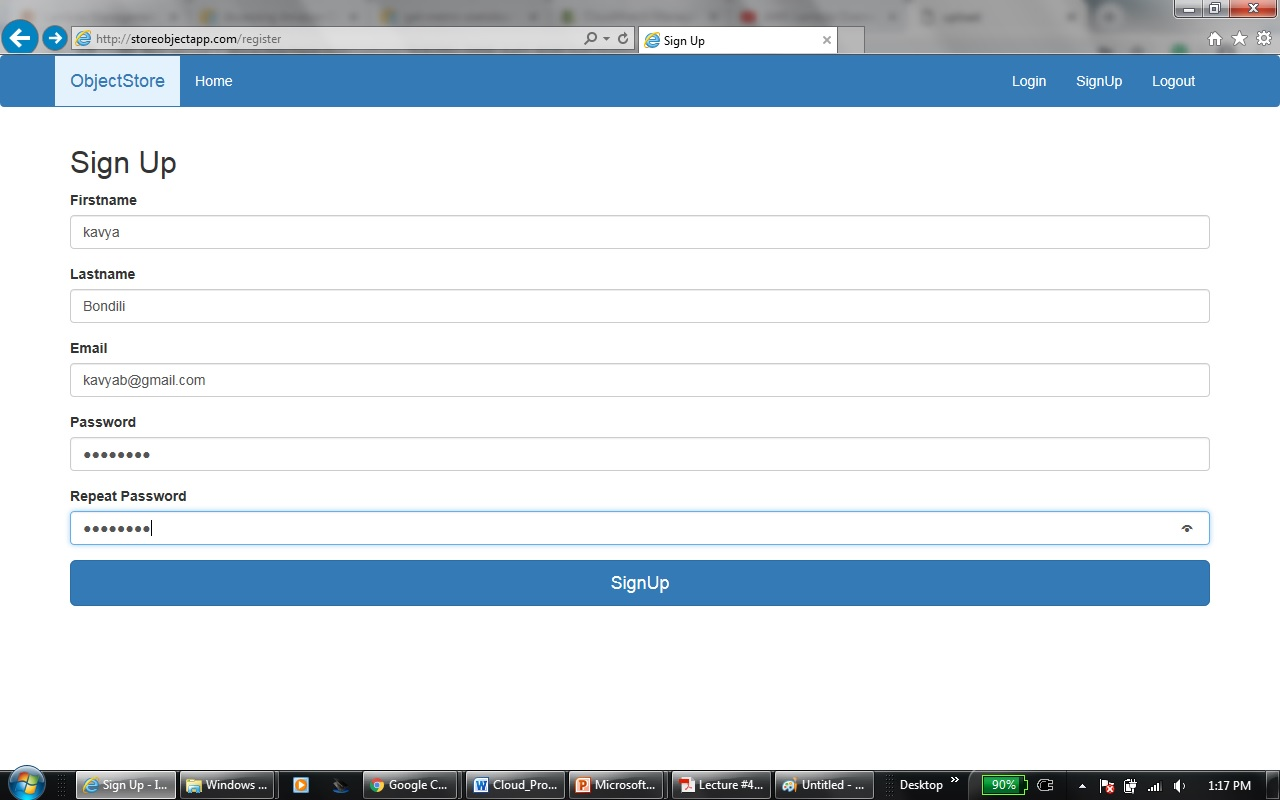 http://storeobjectapp.com/register
Sign Up
ObjectStore Home Login SignUp Logout
Sign Up
Firstname
kavya
Lastname
Bondili
Email
kavyab@gmail.com
Password
••••••••
Repeat Password
••••••••
SignUp
Sign Up - I... Windows ... Google C... Cloud_Pro... Microsoft... Lecture #4... Untitled - ... Desktop » 90% 1:17 PM